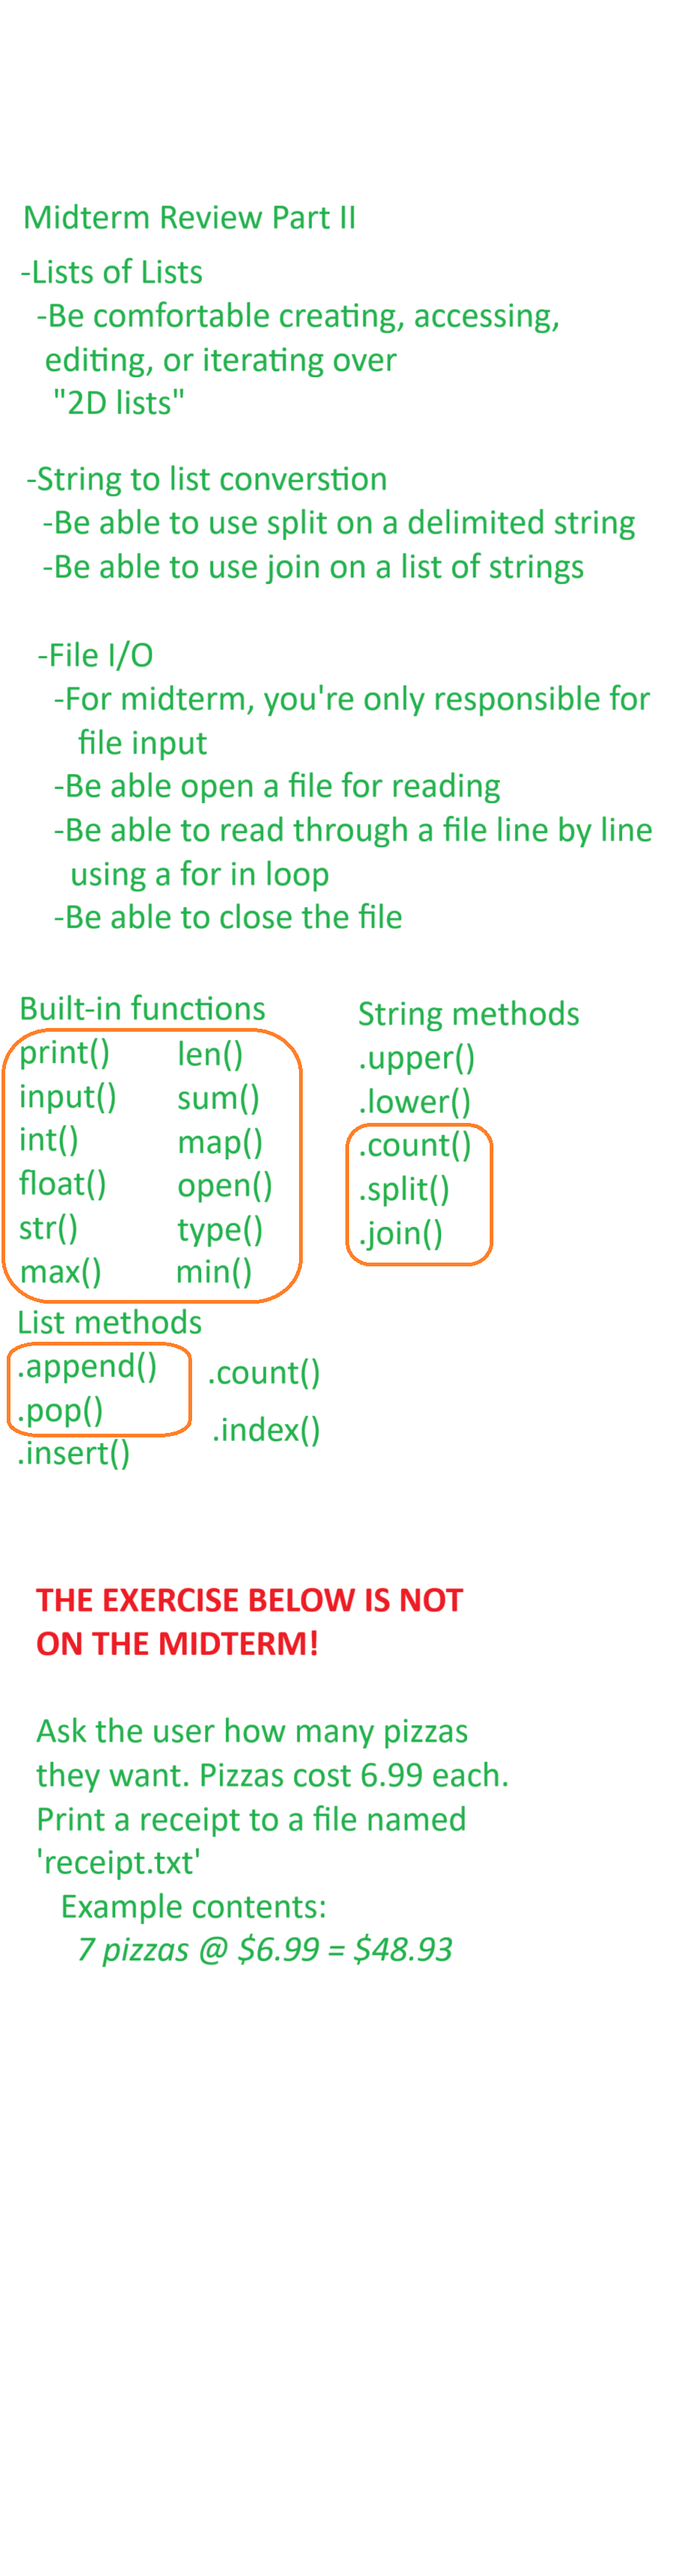 Midterm Review Part II
-Lists of Lists
-Be comfortable creating, accessing,
editing, or iterating over
"2D lists"
-String to list converstion
-Be able to use split on a delimited string
-Be able to use join on a list of strings
-File I/O
-For midterm, you're only responsible for
file input
-Be able open a file for reading
-Be able to read through a file line by line
using a for in loop
-Be able to close the file
Built-in functions
print() len()
input() sum()
int() map()
float() open()
str() type()
max() min()
String methods
.upper()
.lower()
.count()
.split()
.join()
List methods
.append() .count()
.pop() .index()
.insert()
THE EXERCISE BELOW IS NOT
ON THE MIDTERM!
Ask the user how many pizzas
they want. Pizzas cost 6.99 each.
Print a receipt to a file named
'receipt.txt'
Example contents:
7 pizzas @ $6.99 = $48.93